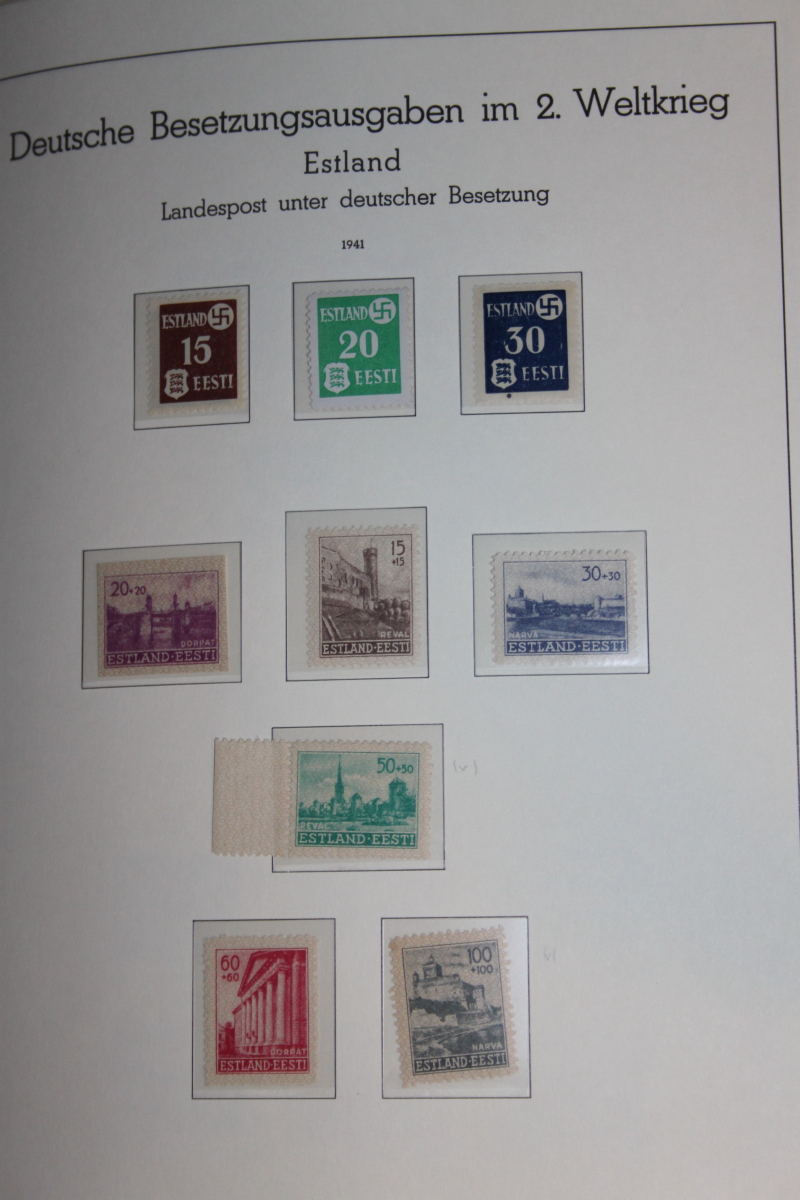 Deutsche Besetzungsausgaben im 2. Weltkrieg
Estland
Landespost unter deutscher Besetzung
1941
ESTLAND
15
EESTI
ESTLAND
20
EESTI
ESTLAND
30
EESTI
20+20
DORPAT
ESTLAND·EESTI
15
+15
REVAL
ESTLAND-EESTI
30+30
NARVA
ESTLAND-EESTI
50+50
REVAL
ESTLAND·EESTI
(v)
60
+60
DORPAT
ESTLAND-EESTI
100
+100
NARVA
ESTLAND-EESTI